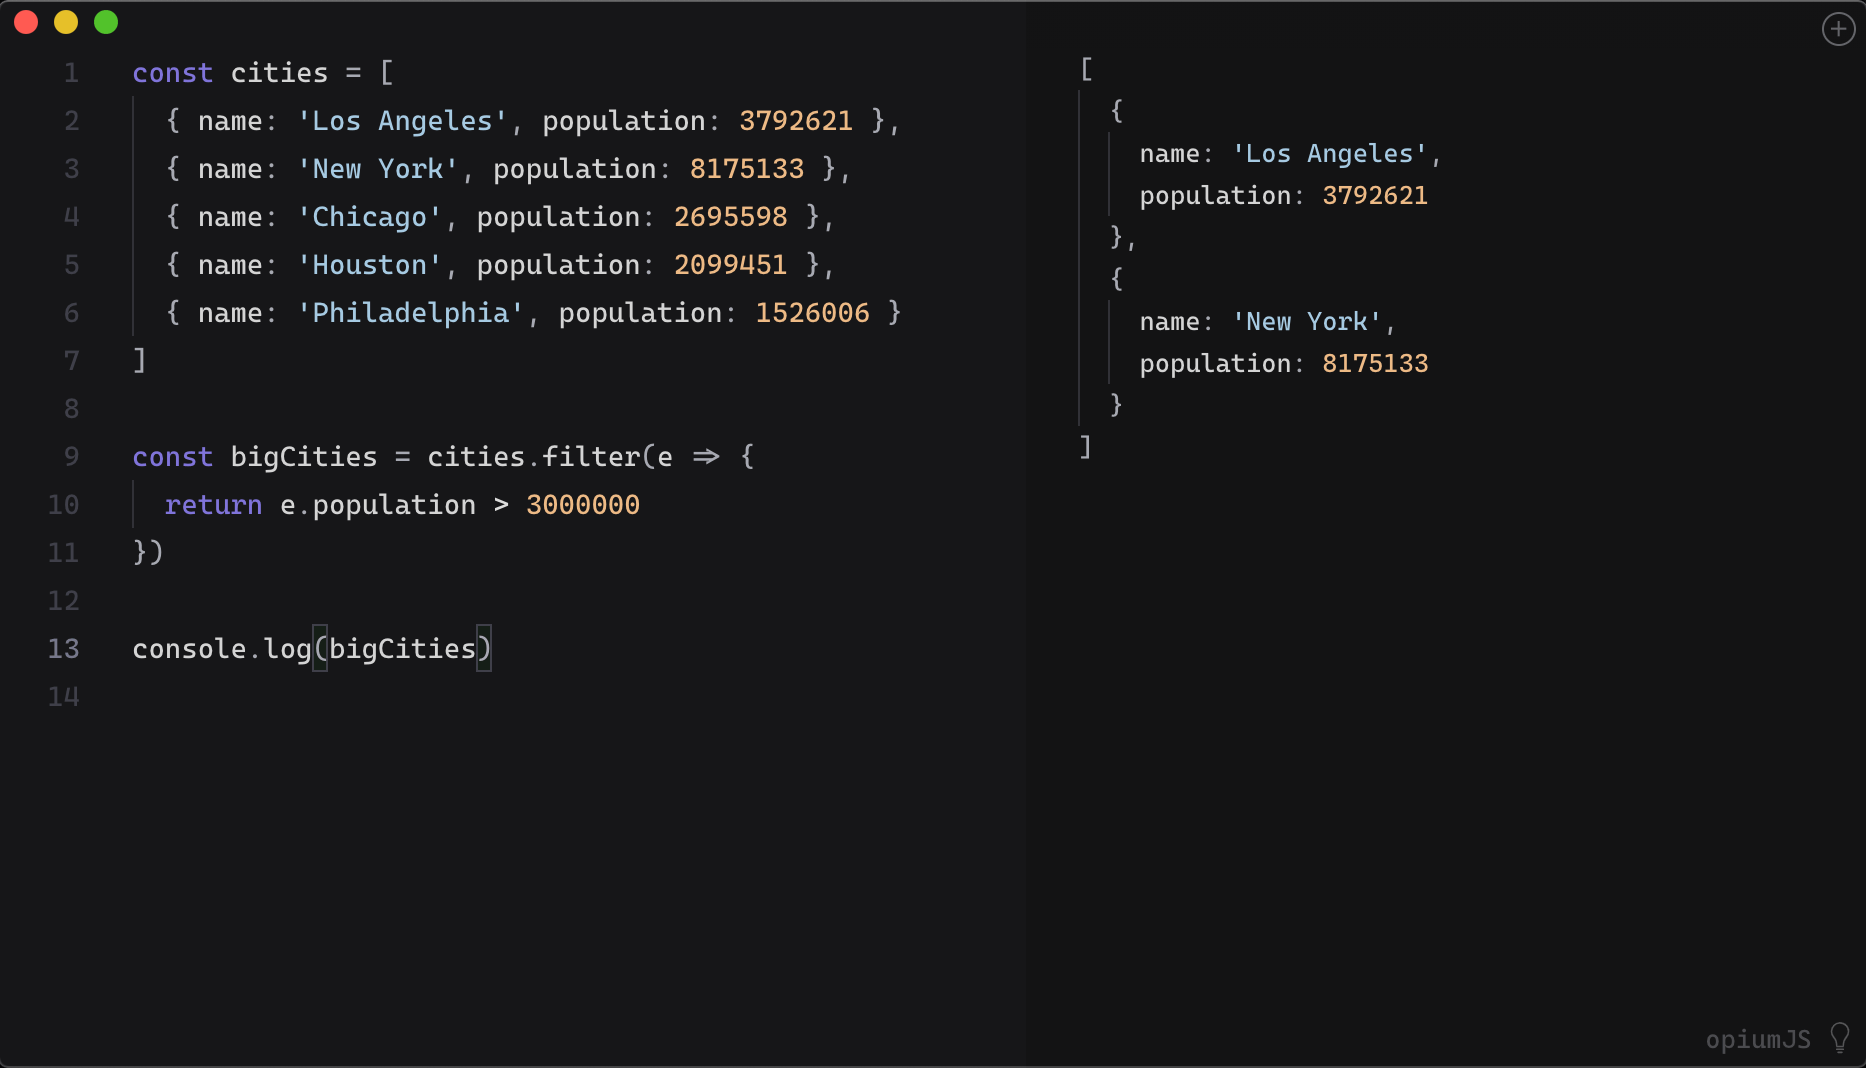 1 const cities = [
2 { name: 'Los Angeles', population: 3792621 },
3 { name: 'New York', population: 8175133 },
4 { name: 'Chicago', population: 2695598 },
5 { name: 'Houston', population: 2099451 },
6 { name: 'Philadelphia', population: 1526006 }
7 ]
8
9 const bigCities = cities.filter(e => {
10 return e.population > 3000000
11 })
12
13 console.log(bigCities)
14
[
{
name: 'Los Angeles',
population: 3792621
},
{
name: 'New York',
population: 8175133
}
]
opiumJS